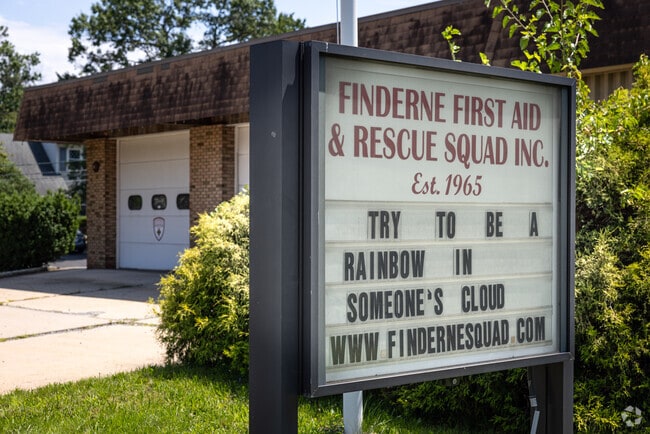 FINDERNE FIRST AID
& RESCUE SQUAD INC.
Est. 1965
TRY TO BE A
RAINBOW IN
SOMEONE'S CLOUD
WWW.FINDERNESQUAD.COM